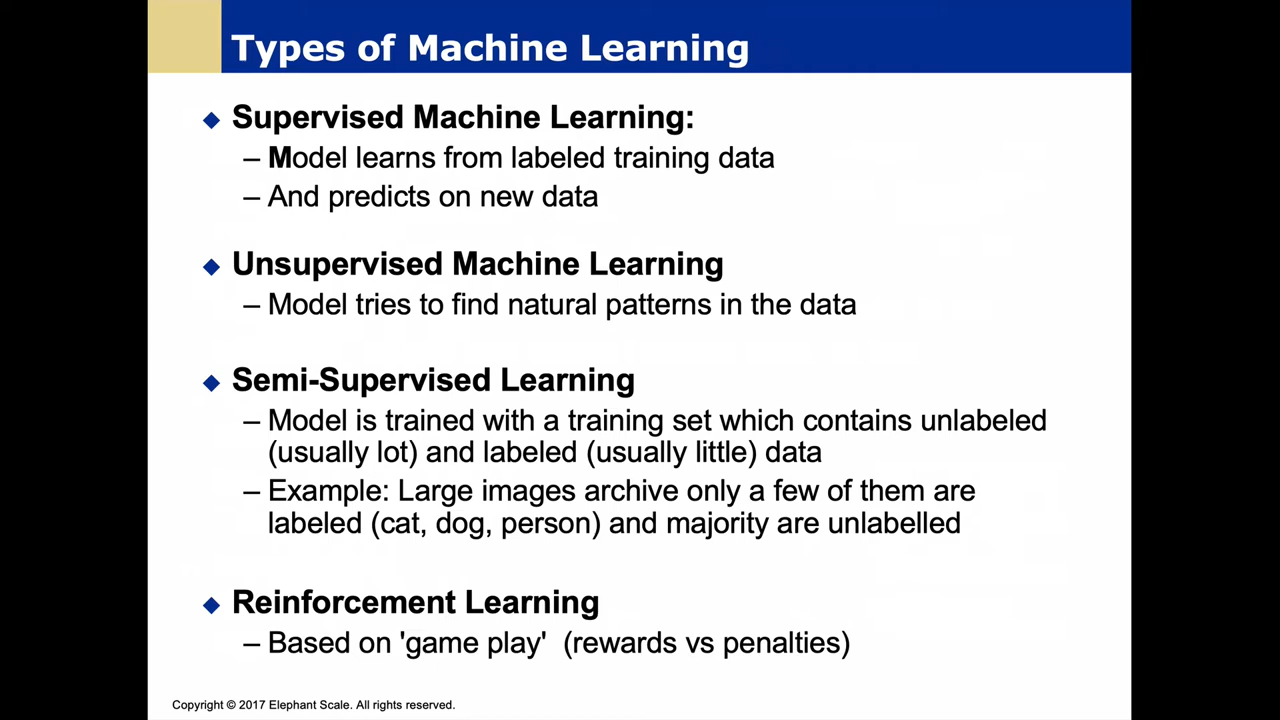 Types of Machine Learning
◆ Supervised Machine Learning:
– Model learns from labeled training data
– And predicts on new data
◆ Unsupervised Machine Learning
– Model tries to find natural patterns in the data
◆ Semi-Supervised Learning
– Model is trained with a training set which contains unlabeled
(usually lot) and labeled (usually little) data
– Example: Large images archive only a few of them are
labeled (cat, dog, person) and majority are unlabelled
◆ Reinforcement Learning
– Based on 'game play'  (rewards vs penalties)
Copyright © 2017 Elephant Scale. All rights reserved.